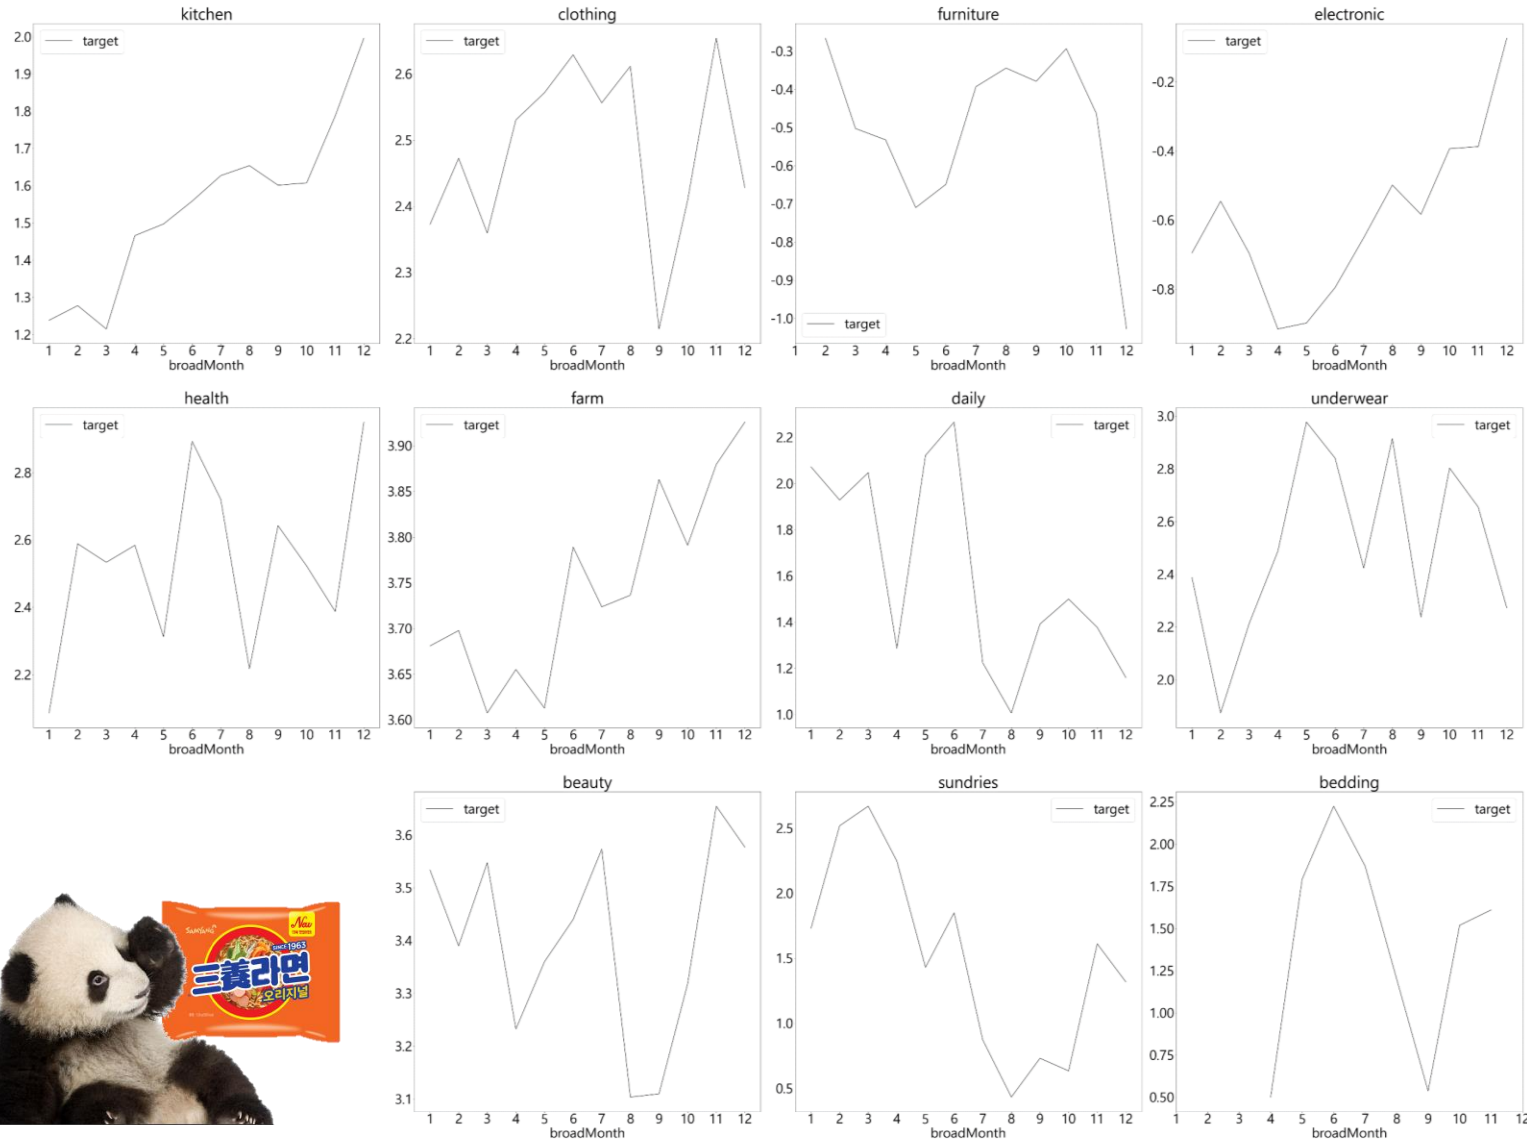 kitchen
target
2.0
1.9
1.8
1.7
1.6
1.5
1.4
1.3
1.2
1 2 3 4 5 6 7 8 9 10 11 12
broadMonth
clothing
target
2.6
2.5
2.4
2.3
2.2
1 2 3 4 5 6 7 8 9 10 11 12
broadMonth
furniture
-0.3
-0.4
-0.5
-0.6
-0.7
-0.8
-0.9
-1.0
target
1 2 3 4 5 6 7 8 9 10 11 12
broadMonth
electronic
target
-0.2
-0.4
-0.6
-0.8
1 2 3 4 5 6 7 8 9 10 11 12
broadMonth
health
target
2.8
2.6
2.4
2.2
1 2 3 4 5 6 7 8 9 10 11 12
broadMonth
farm
target
3.90
3.85
3.80
3.75
3.70
3.65
3.60
1 2 3 4 5 6 7 8 9 10 11 12
broadMonth
daily
target
2.2
2.0
1.8
1.6
1.4
1.2
1.0
1 2 3 4 5 6 7 8 9 10 11 12
broadMonth
underwear
target
3.0
2.8
2.6
2.4
2.2
2.0
1 2 3 4 5 6 7 8 9 10 11 12
broadMonth
New
SINCE 1963
三養라면
오리지널
beauty
target
3.6
3.5
3.4
3.3
3.2
3.1
1 2 3 4 5 6 7 8 9 10 11 12
broadMonth
sundries
target
2.5
2.0
1.5
1.0
0.5
1 2 3 4 5 6 7 8 9 10 11 12
broadMonth
bedding
target
2.25
2.00
1.75
1.50
1.25
1.00
0.75
0.50
1 2 3 4 5 6 7 8 9 10 11 12
broadMonth